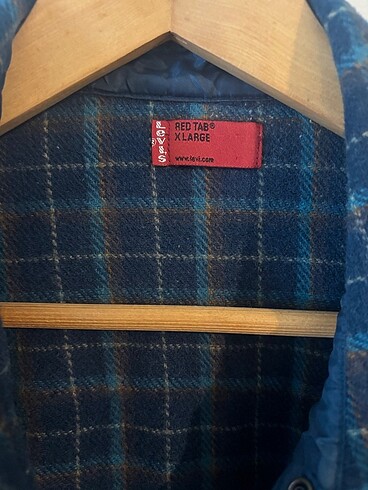 Levi's
®
RED TAB®
X LARGE
www.levi.com